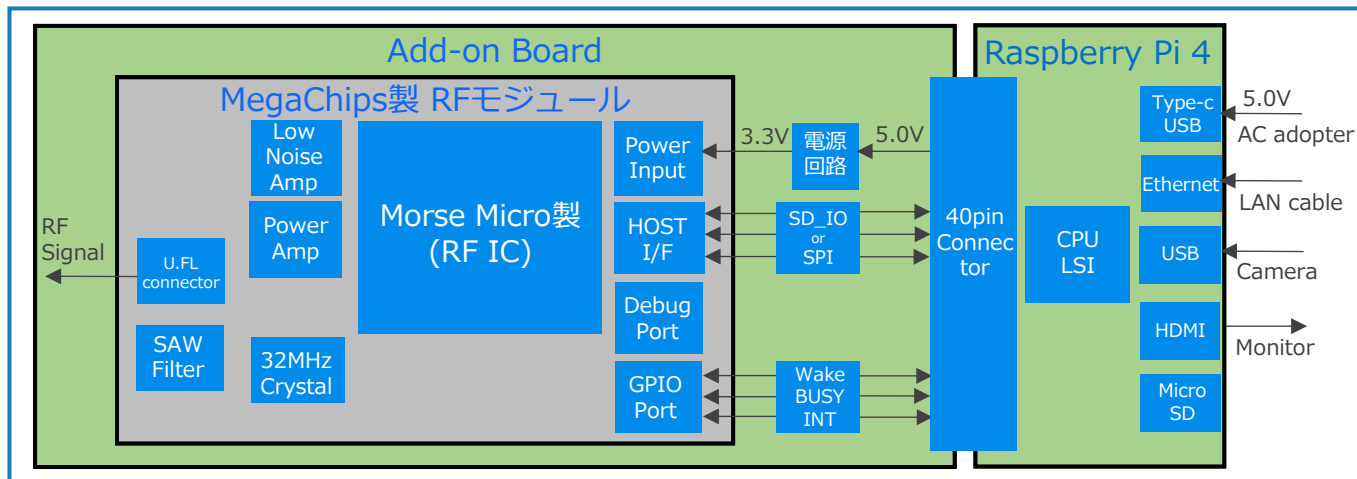 Add-on Board
Raspberry Pi 4
MegaChips製 RFモジュール
Low
Noise
Amp
Power
Amp
Morse Micro製
(RF IC)
Power
Input
3.3V
電源
回路
5.0V
HOST
I/F
SD_IO
or
SPI
Debug
Port
GPIO
Port
Wake
BUSY
INT
RF
Signal
U.FL
connector
SAW
Filter
32MHz
Crystal
40pin
Connec
tor
CPU
LSI
Type-c
USB
5.0V
AC adopter
Ethernet
LAN cable
USB
Camera
HDMI
Monitor
Micro
SD